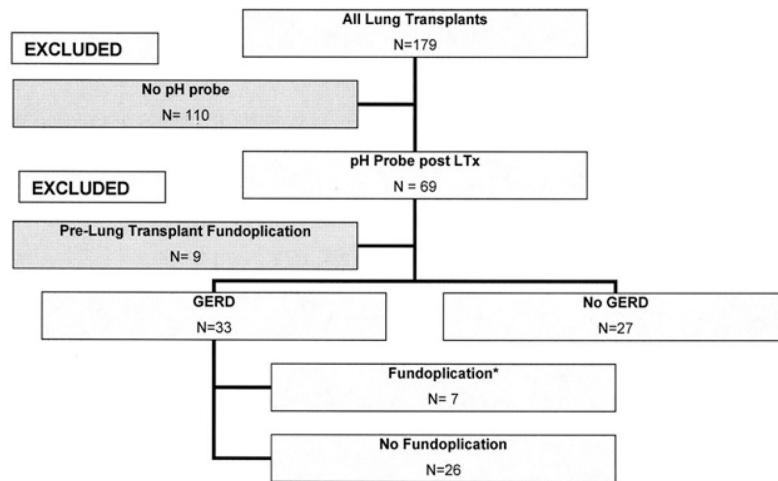 All Lung Transplants
N=179
EXCLUDED
No pH probe
N= 110
pH Probe post LTx
N = 69
EXCLUDED
Pre-Lung Transplant Fundoplication
N= 9
GERD
N=33
No GERD
N=27
Fundoplication*
N= 7
No Fundoplication
N=26